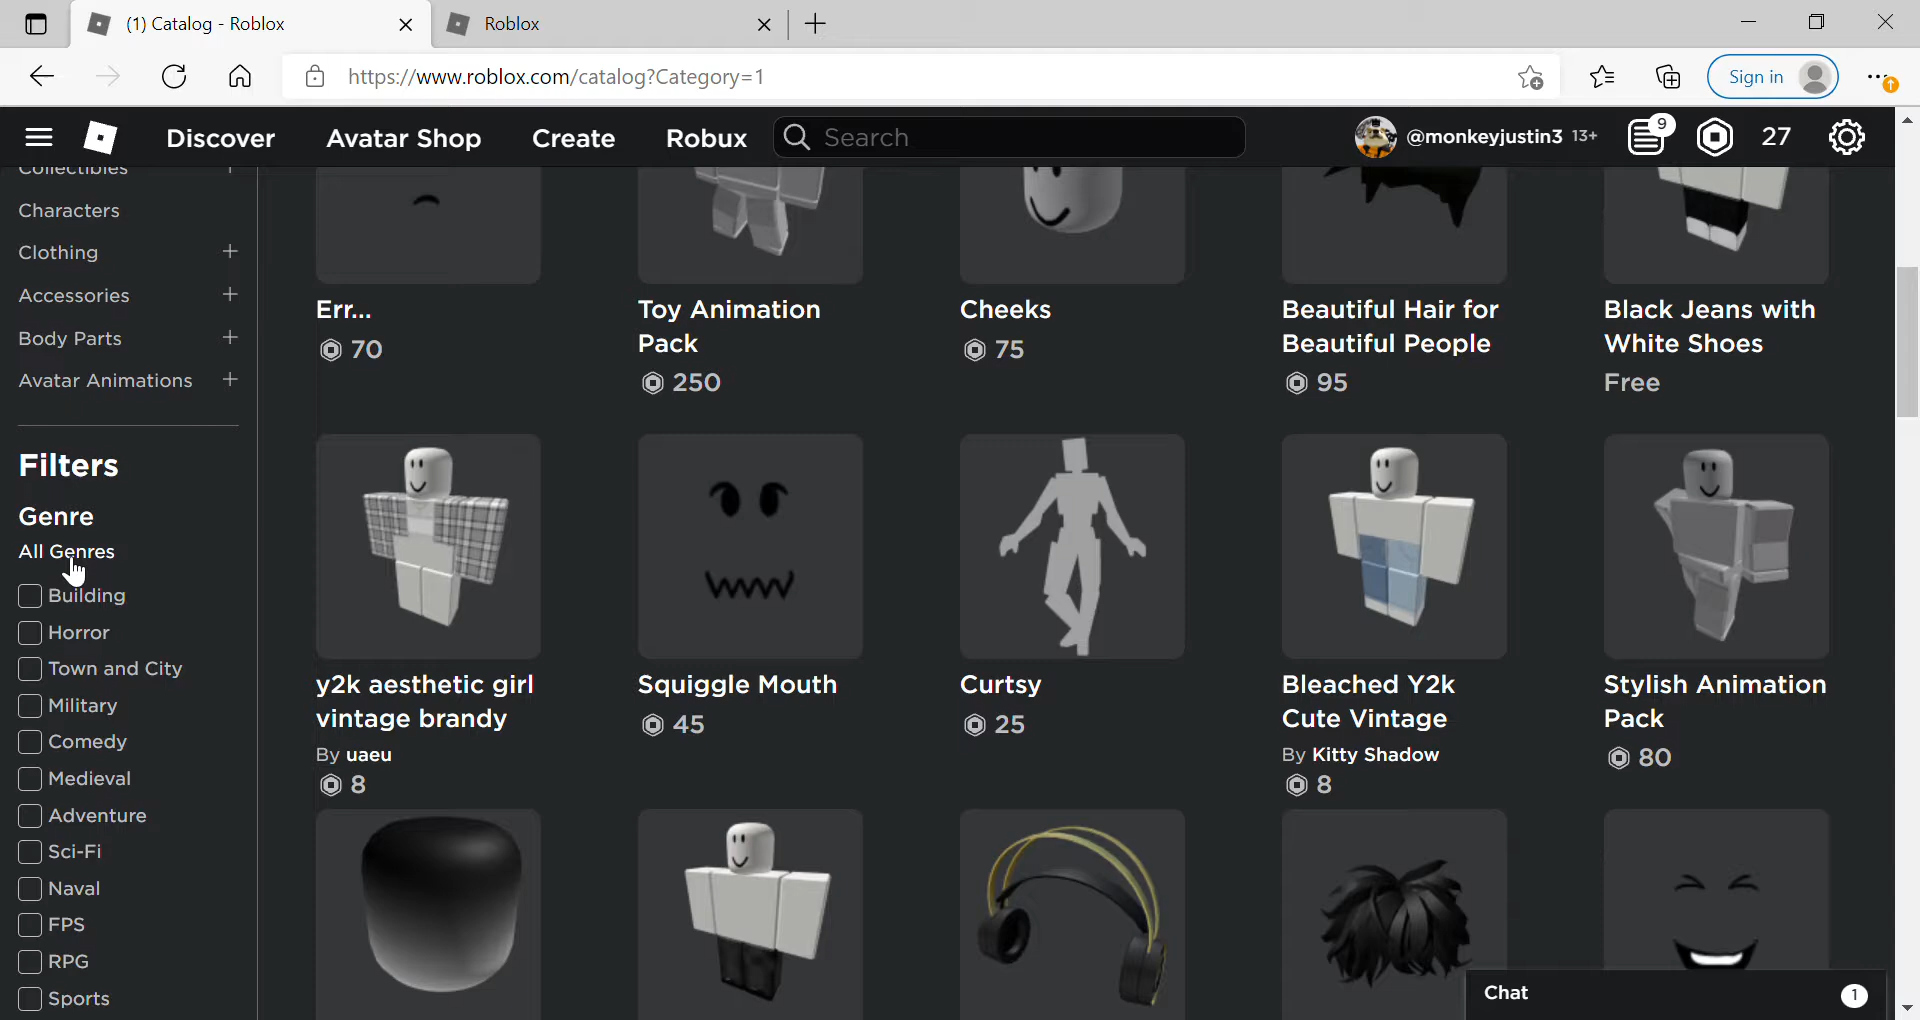 (1) Catalog - Roblox
Roblox
https://www.roblox.com/catalog?Category=1
Sign in
Discover
Avatar Shop
Create
Robux
Search
@monkeyjustin3 13+
9
27
Collectibles +
Characters
Clothing +
Accessories +
Body Parts +
Avatar Animations +
Filters
Genre
All Genres
Building
Horror
Town and City
Military
Comedy
Medieval
Adventure
Sci-Fi
Naval
FPS
RPG
Sports
Err...
70
Toy Animation
Pack
250
Cheeks
75
Beautiful Hair for
Beautiful People
95
Black Jeans with
White Shoes
Free
y2k aesthetic girl
vintage brandy
By uaeu
8
Squiggle Mouth
45
Curtsy
25
Bleached Y2k
Cute Vintage
By Kitty Shadow
8
Stylish Animation
Pack
80
Chat
1